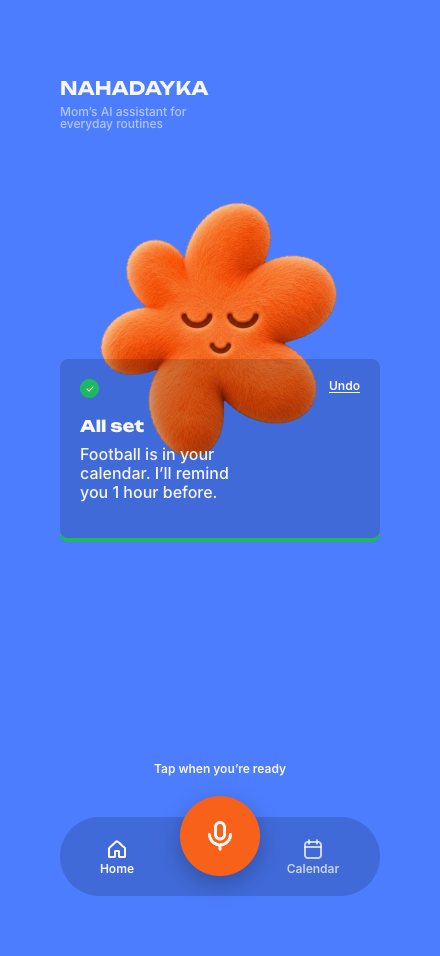 NAHADAYKA
Mom's AI assistant for
everyday routines
Undo
All set
Football is in your
calendar. I'll remind
you 1 hour before.
Tap when you're ready
Home
Calendar